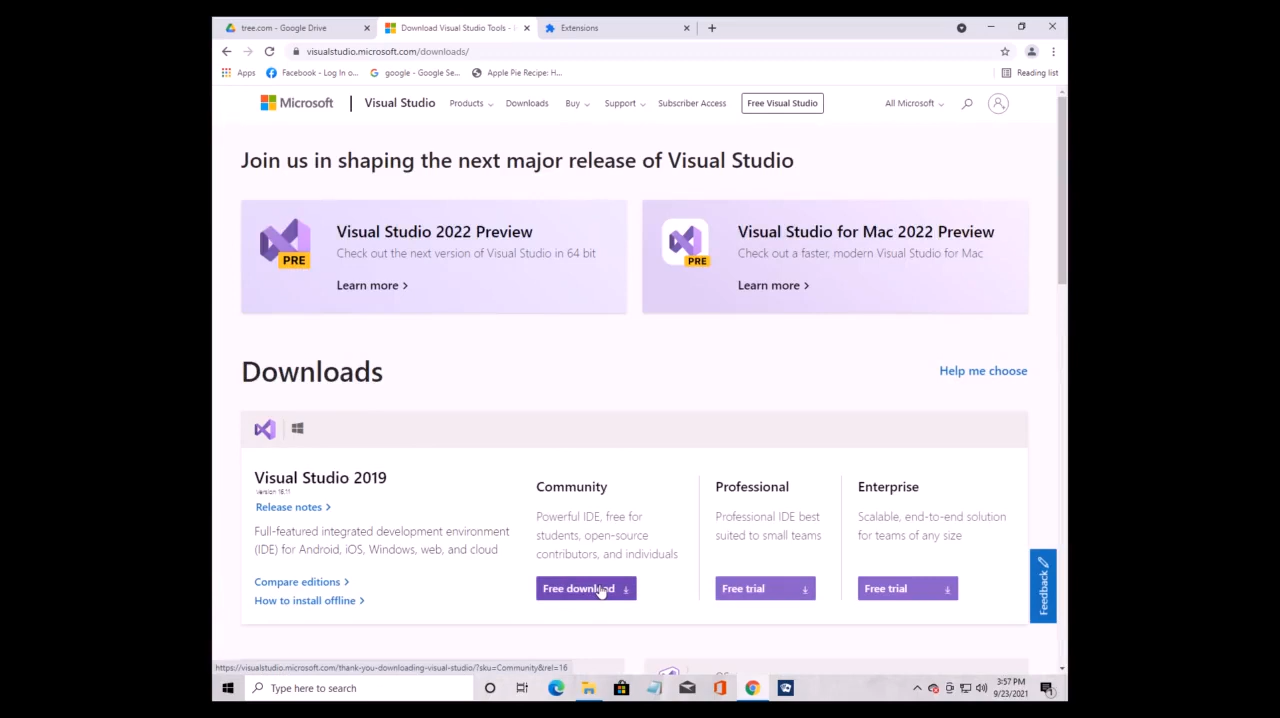 tree.com - Google Drive
Download Visual Studio Tools -
Extensions
visualstudio.microsoft.com/downloads/
Apps
Facebook - Log In o...
google - Google Se...
Apple Pie Recipe: H...
Reading list
Microsoft
Visual Studio
Products
Downloads
Buy
Support
Subscriber Access
Free Visual Studio
All Microsoft
Join us in shaping the next major release of Visual Studio
PRE
Visual Studio 2022 Preview
Check out the next version of Visual Studio in 64 bit
Learn more >
PRE
Visual Studio for Mac 2022 Preview
Check out a faster, modern Visual Studio for Mac
Learn more >
Downloads
Help me choose
Visual Studio 2019
Version 16.11
Release notes >
Full-featured integrated development environment
(IDE) for Android, iOS, Windows, web, and cloud
Compare editions >
How to install offline >
Community
Powerful IDE, free for
students, open-source
contributors, and individuals
Free download
Professional
Professional IDE best
suited to small teams
Free trial
Enterprise
Scalable, end-to-end solution
for teams of any size
Free trial
Feedback
https://visualstudio.microsoft.com/thank-you-downloading-visual-studio/?sku=Community&rel=16
Type here to search
3:57 PM
9/23/2021
1